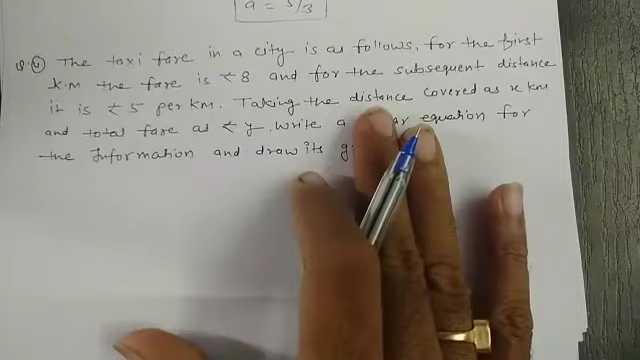 a = 5/3
Q.④ The taxi fare in a city is as follows, for the first
k.m the fare is ₹8 and for the subsequent distance
it is ₹5 per km. Taking the distance covered as x km
and total fare as ₹y, write a equation for
the Information and draw its